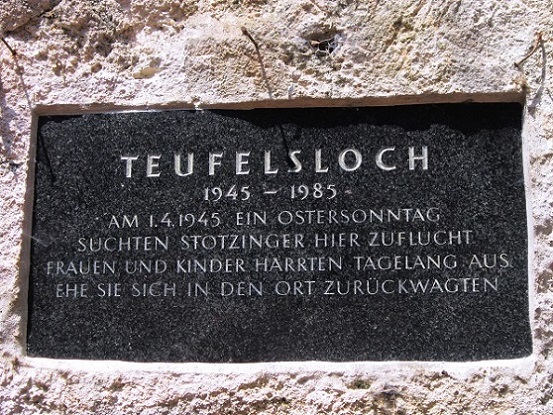 TEUFELSLOCH
1945 – 1985
AM 1.4.1945 EIN OSTERSONNTAG
SUCHTEN STOTZINGER HIER ZUFLUCHT
FRAUEN UND KINDER HARRTEN TAGELANG AUS
EHE SIE SICH IN DEN ORT ZURÜCKWAGTEN